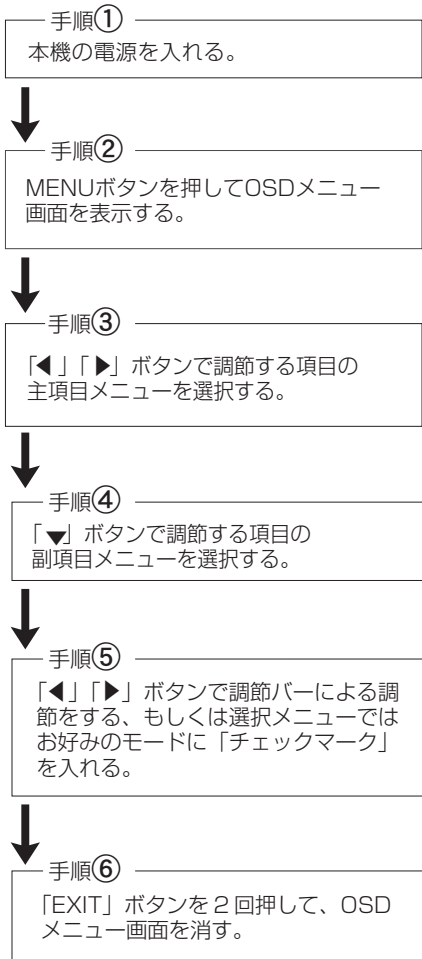 手順①
本機の電源を入れる。
手順②
MENUボタンを押してOSDメニュー
画面を表示する。
手順③
「◀」「▶」ボタンで調節する項目の
主項目メニューを選択する。
手順④
「▼」ボタンで調節する項目の
副項目メニューを選択する。
手順⑤
「◀」「▶」ボタンで調節バーによる調
節をする、もしくは選択メニューでは
お好みのモードに「チェックマーク」
を入れる。
手順⑥
「EXIT」ボタンを2回押して、OSD
メニュー画面を消す。